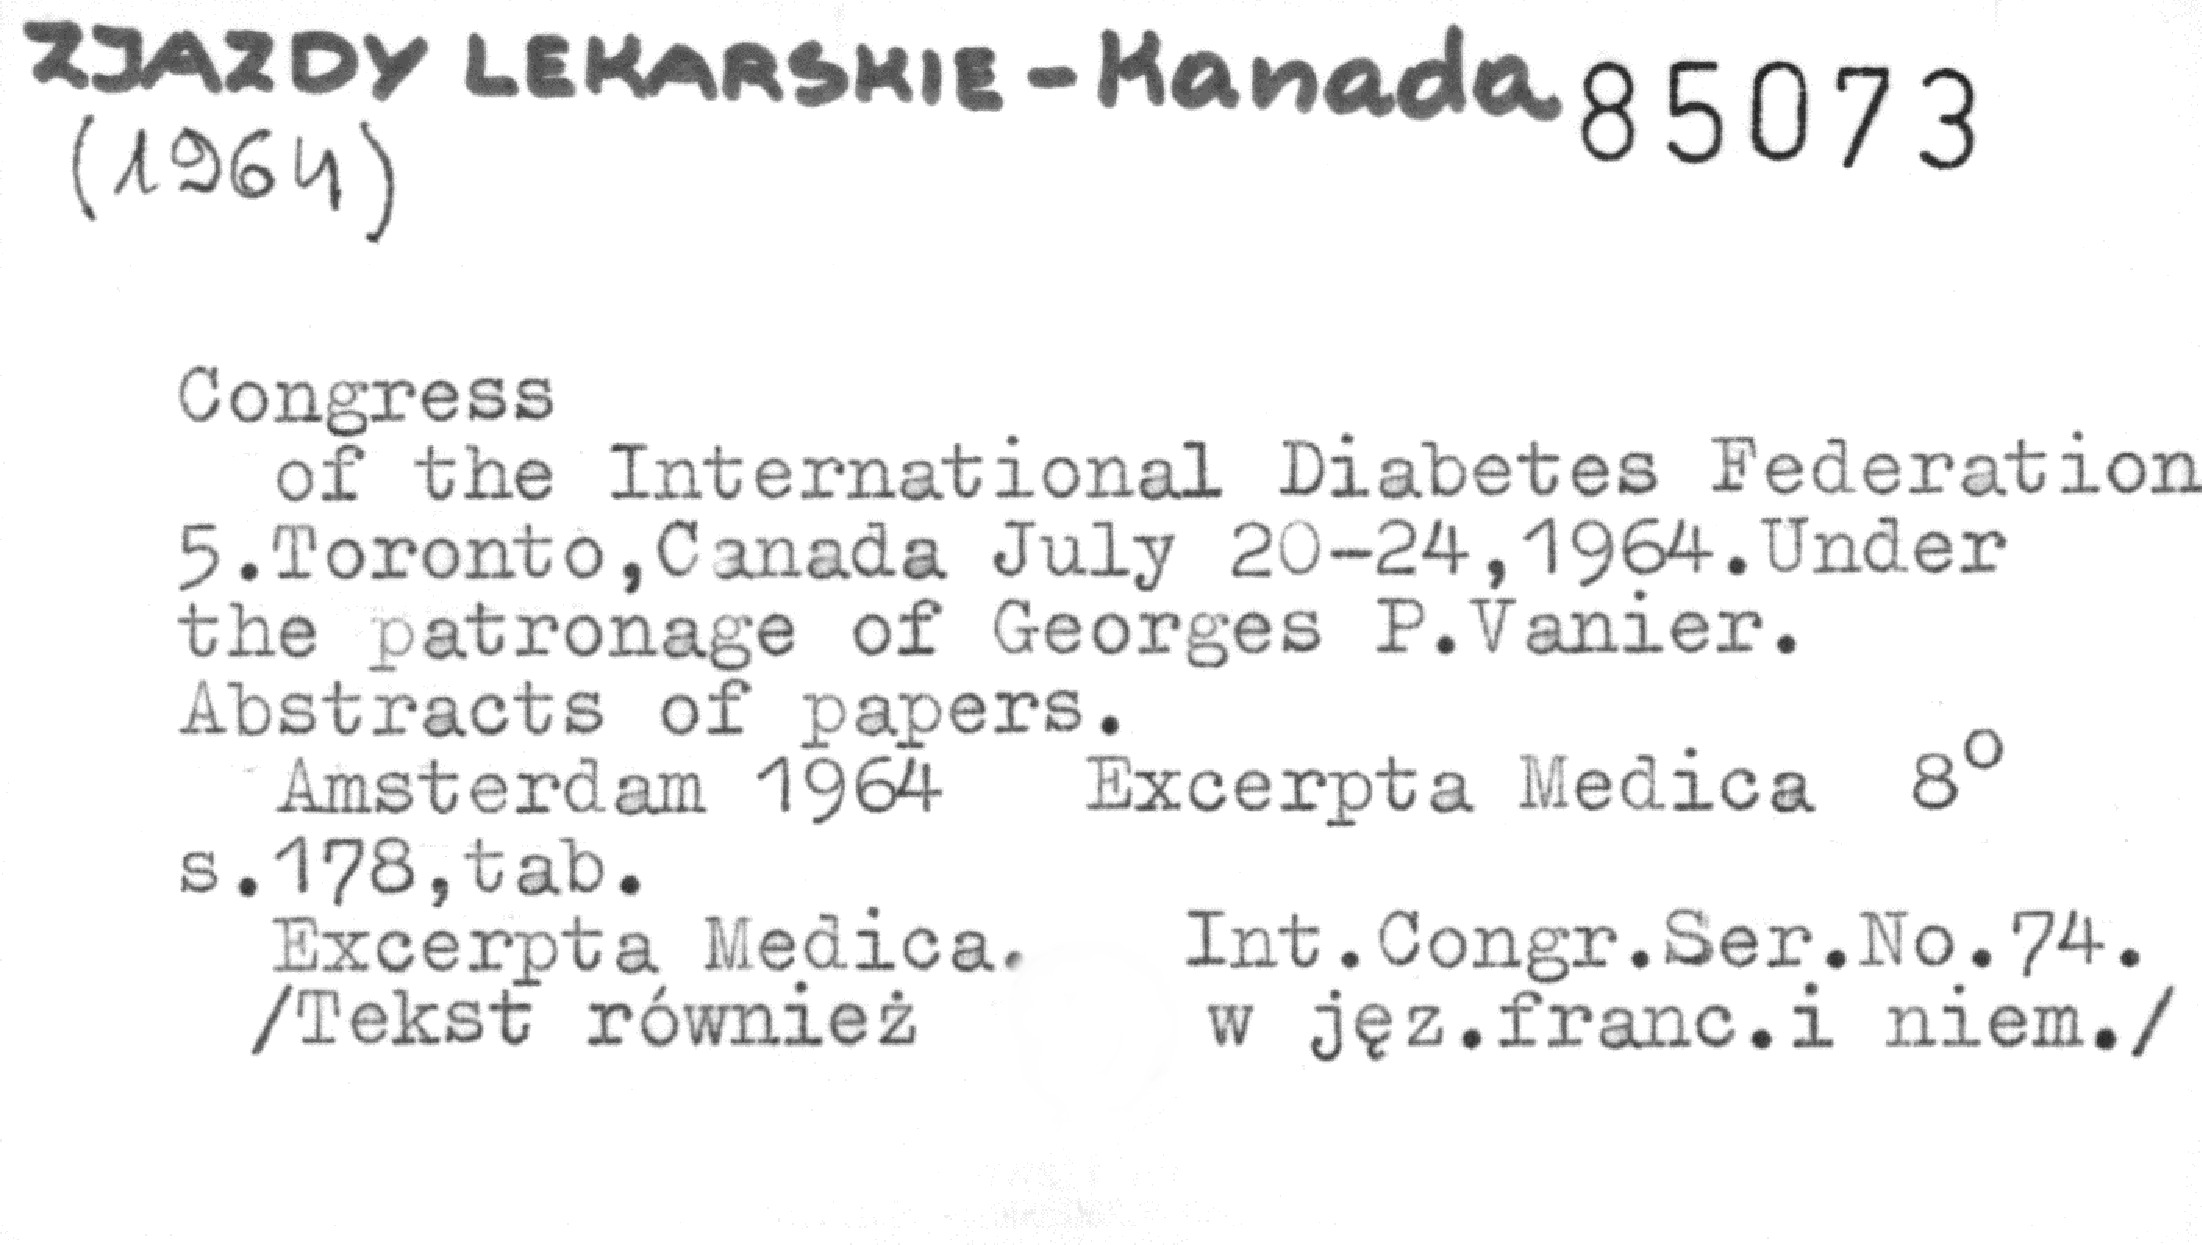 ZJAZDY LEKARSKIE - Kanada 85073
(1964)
Congress
of the International Diabetes Federation
5.Toronto,Canada July 20-24,1964.Under
the patronage of Georges P.Vanier.
Abstracts of papers.
Amsterdam 1964 Excerpta Medica 8°
s.178,tab.
Excerpta Medica. Int.Congr.Ser.No.74.
/Tekst również w jęz.franc.i niem./